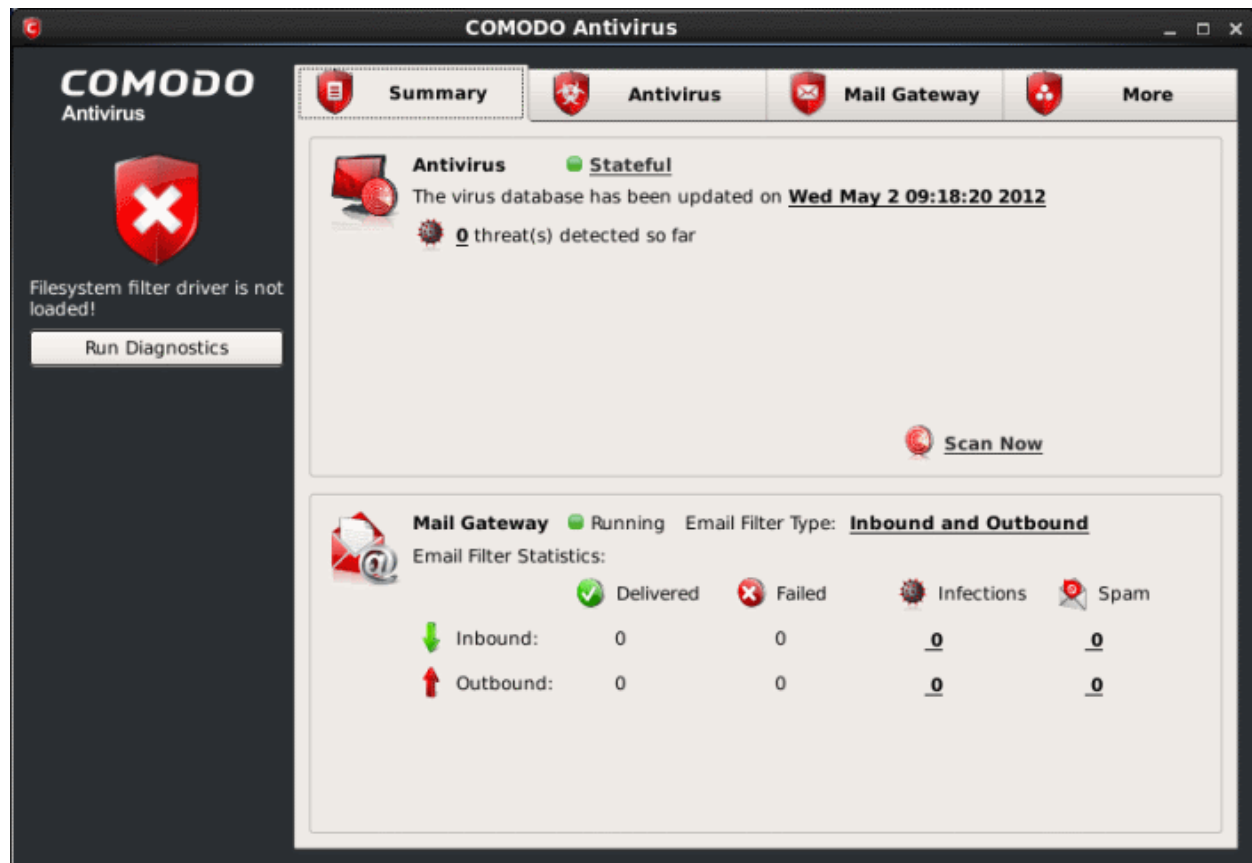 COMODO Antivirus
COMODO
Antivirus
Filesystem filter driver is not
loaded!
Run Diagnostics
Summary Antivirus Mail Gateway More
Antivirus Stateful
The virus database has been updated on Wed May 2 09:18:20 2012
0 threat(s) detected so far
Scan Now
Mail Gateway Running Email Filter Type: Inbound and Outbound
Email Filter Statistics:
Delivered Failed Infections Spam
Inbound: 0 0 0 0
Outbound: 0 0 0 0